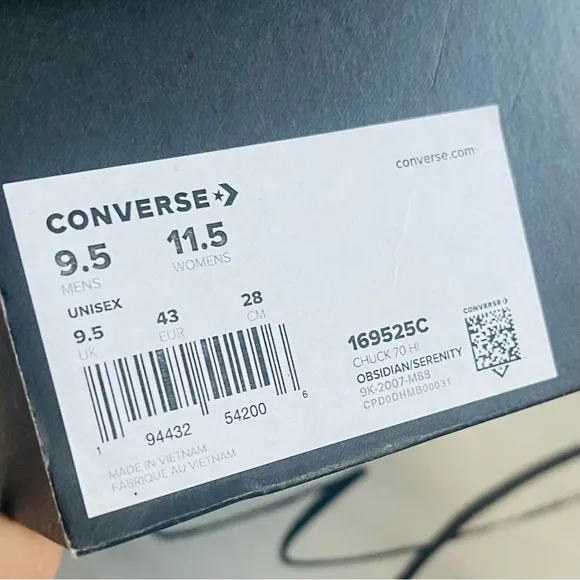 converse.com
CONVERSE
9.5 11.5
MENS WOMENS
UNISEX
9.5 43 28
UK EUR CM
1 94432 54200 6
MADE IN VIETNAM
FABRIQUE AU VIETNAM
CONVERSE
169525C
CHUCK 70 HI
OBSIDIAN/SERENITY
9K-2007-M88
CPD0DHMB00031